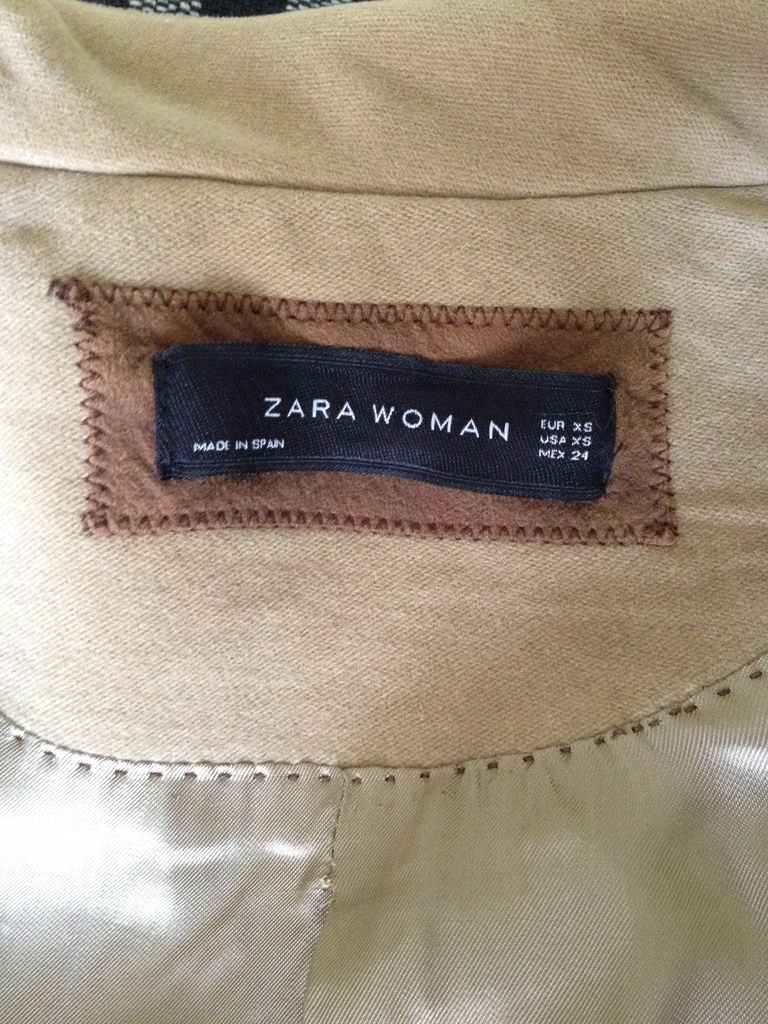 ZARA WOMAN
MADE IN SPAIN
EUR XS
USA XS
MEX 24